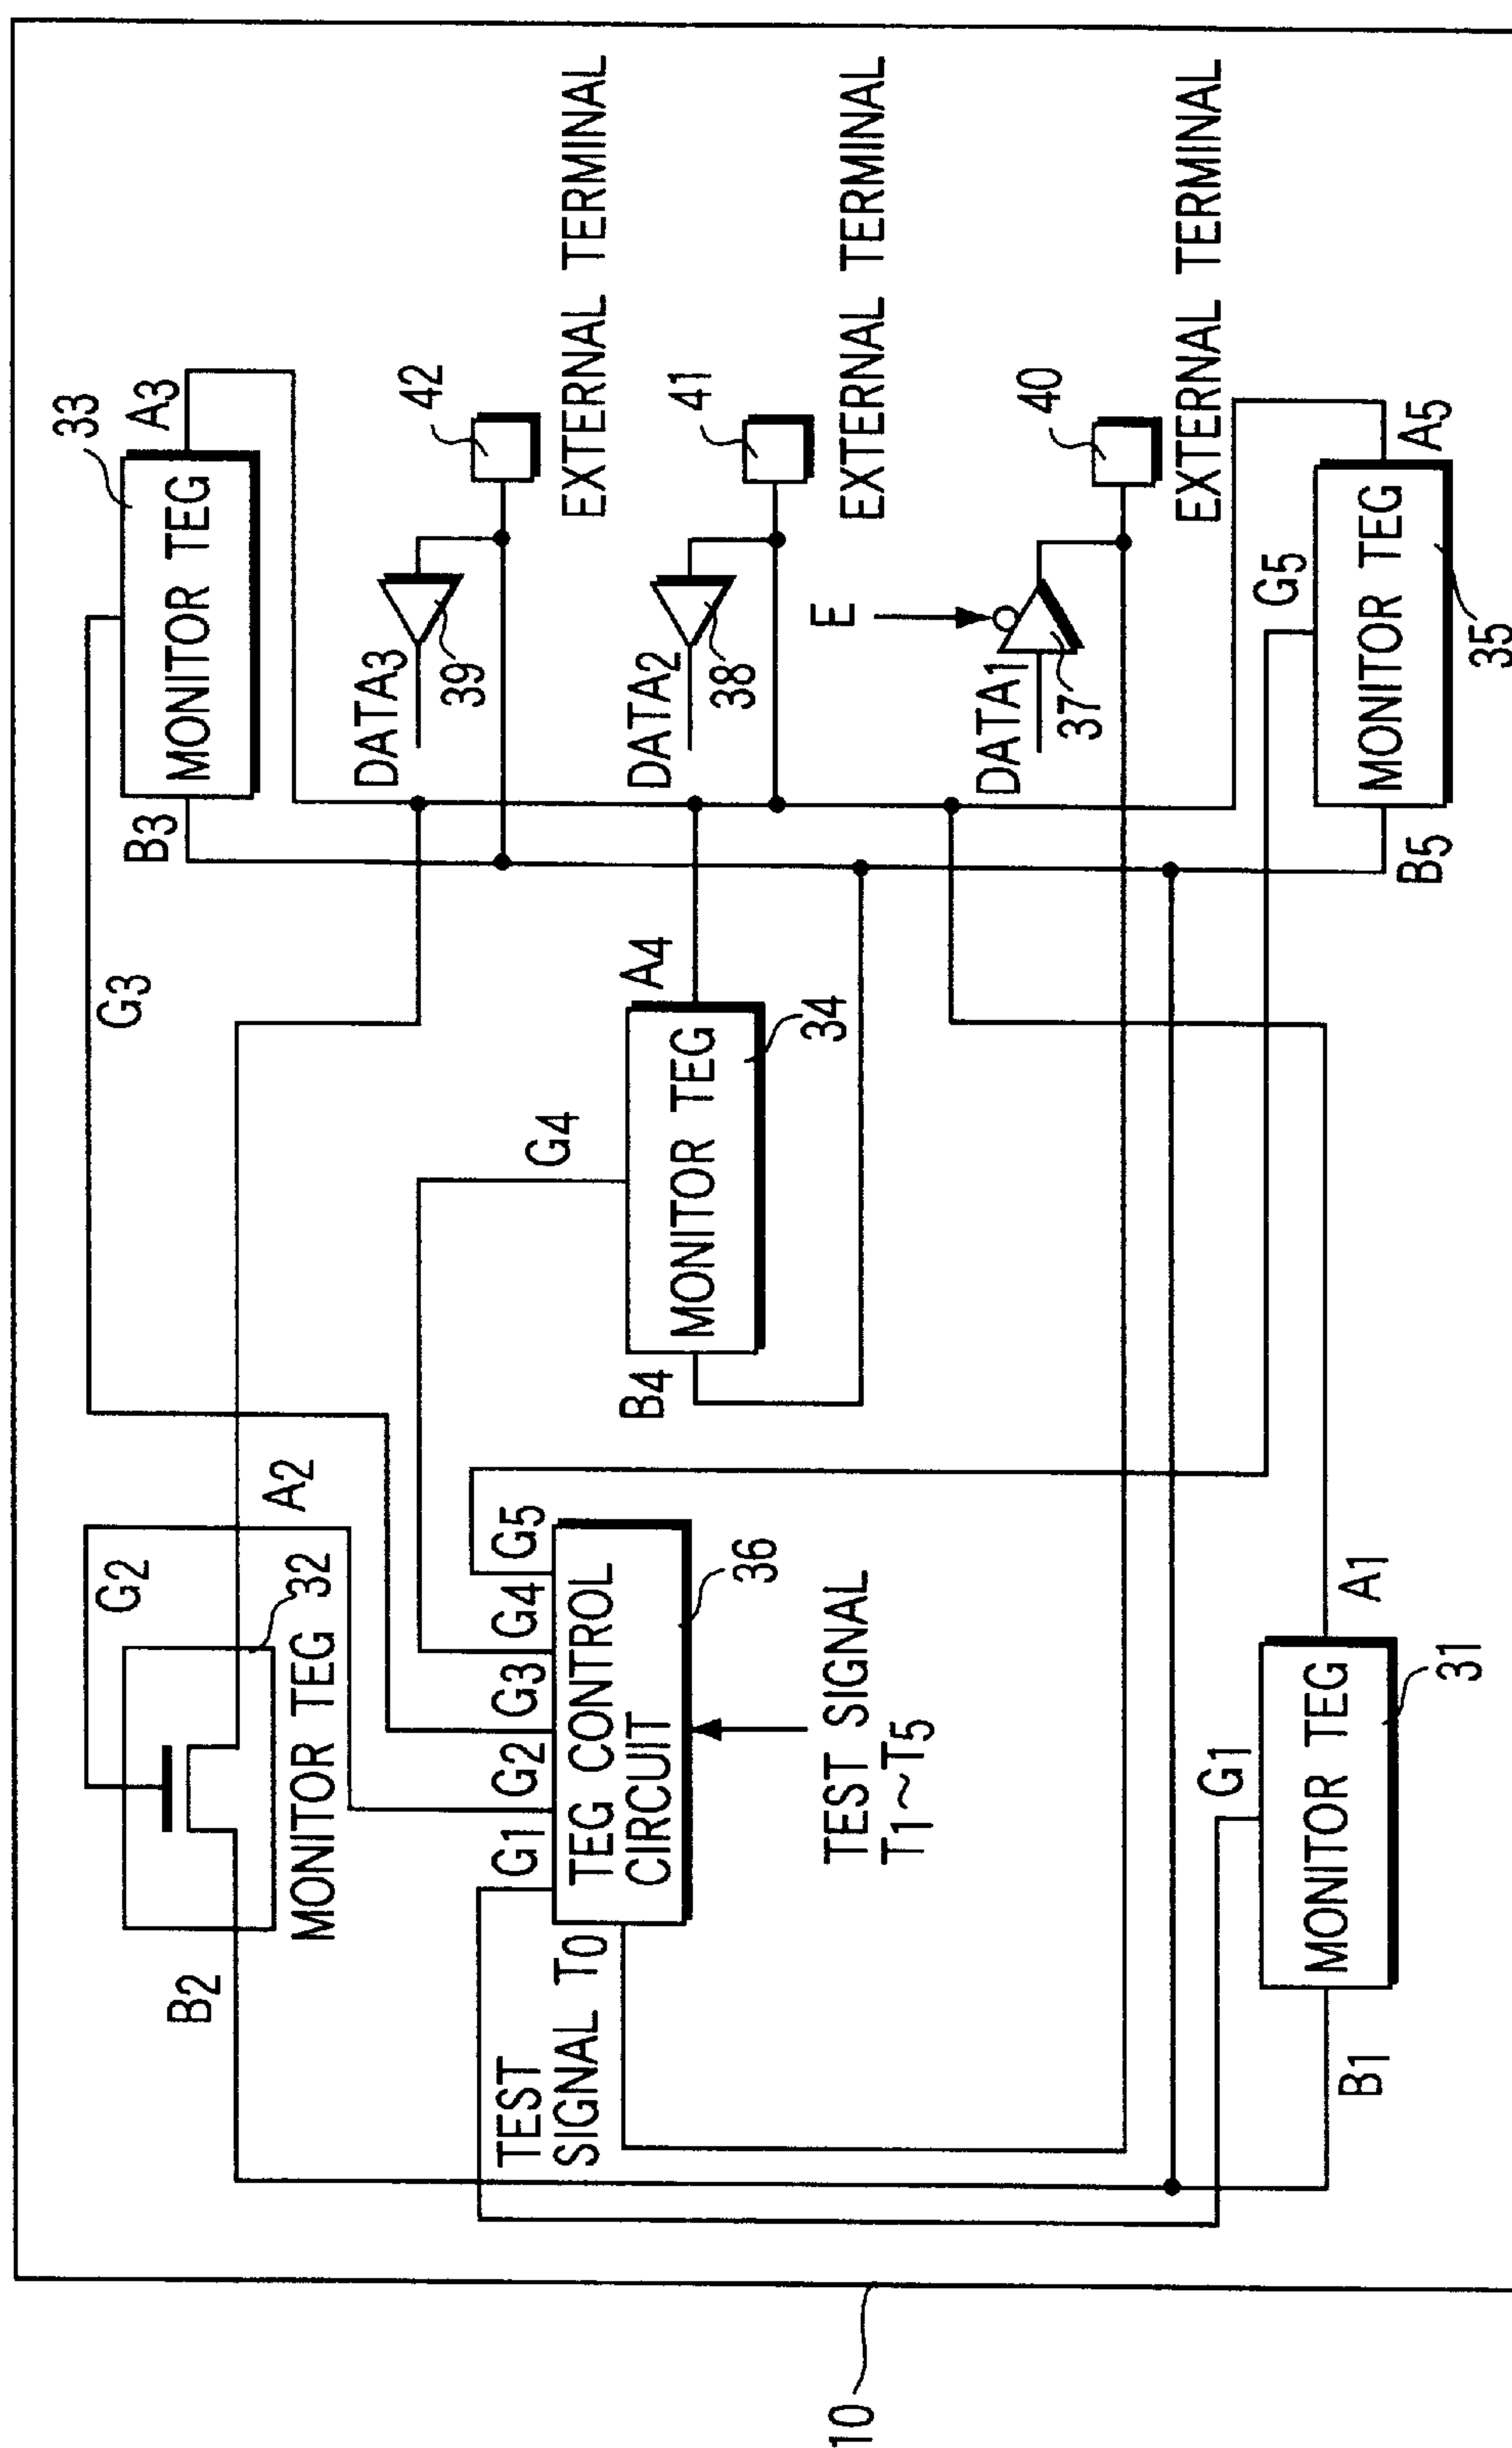 10
G2
32
MONITOR TEG
A2
B2
G3
33
MONITOR TEG
A3
B3
TEST
SIGNAL T0
G1 G2 G3 G4 G5
TEG CONTROL
CIRCUIT
36
TEST SIGNAL
T1~T5
G4
B4
MONITOR TEG
A4
34
DATA3
39
42
EXTERNAL TERMINAL
DATA2
38
41
EXTERNAL TERMINAL
E
DATA1
37
40
EXTERNAL TERMINAL
G1
B1
MONITOR TEG
A1
31
G5
B5
MONITOR TEG
A5
35